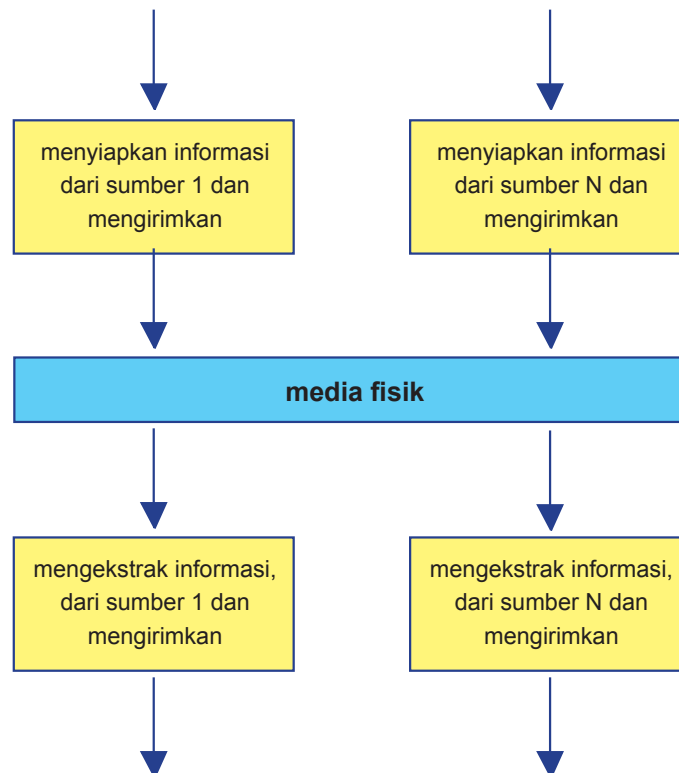 menyiapkan informasi
dari sumber 1 dan
mengirimkan
menyiapkan informasi
dari sumber N dan
mengirimkan
media fisik
mengekstrak informasi,
dari sumber 1 dan
mengirimkan
mengekstrak informasi,
dari sumber N dan
mengirimkan